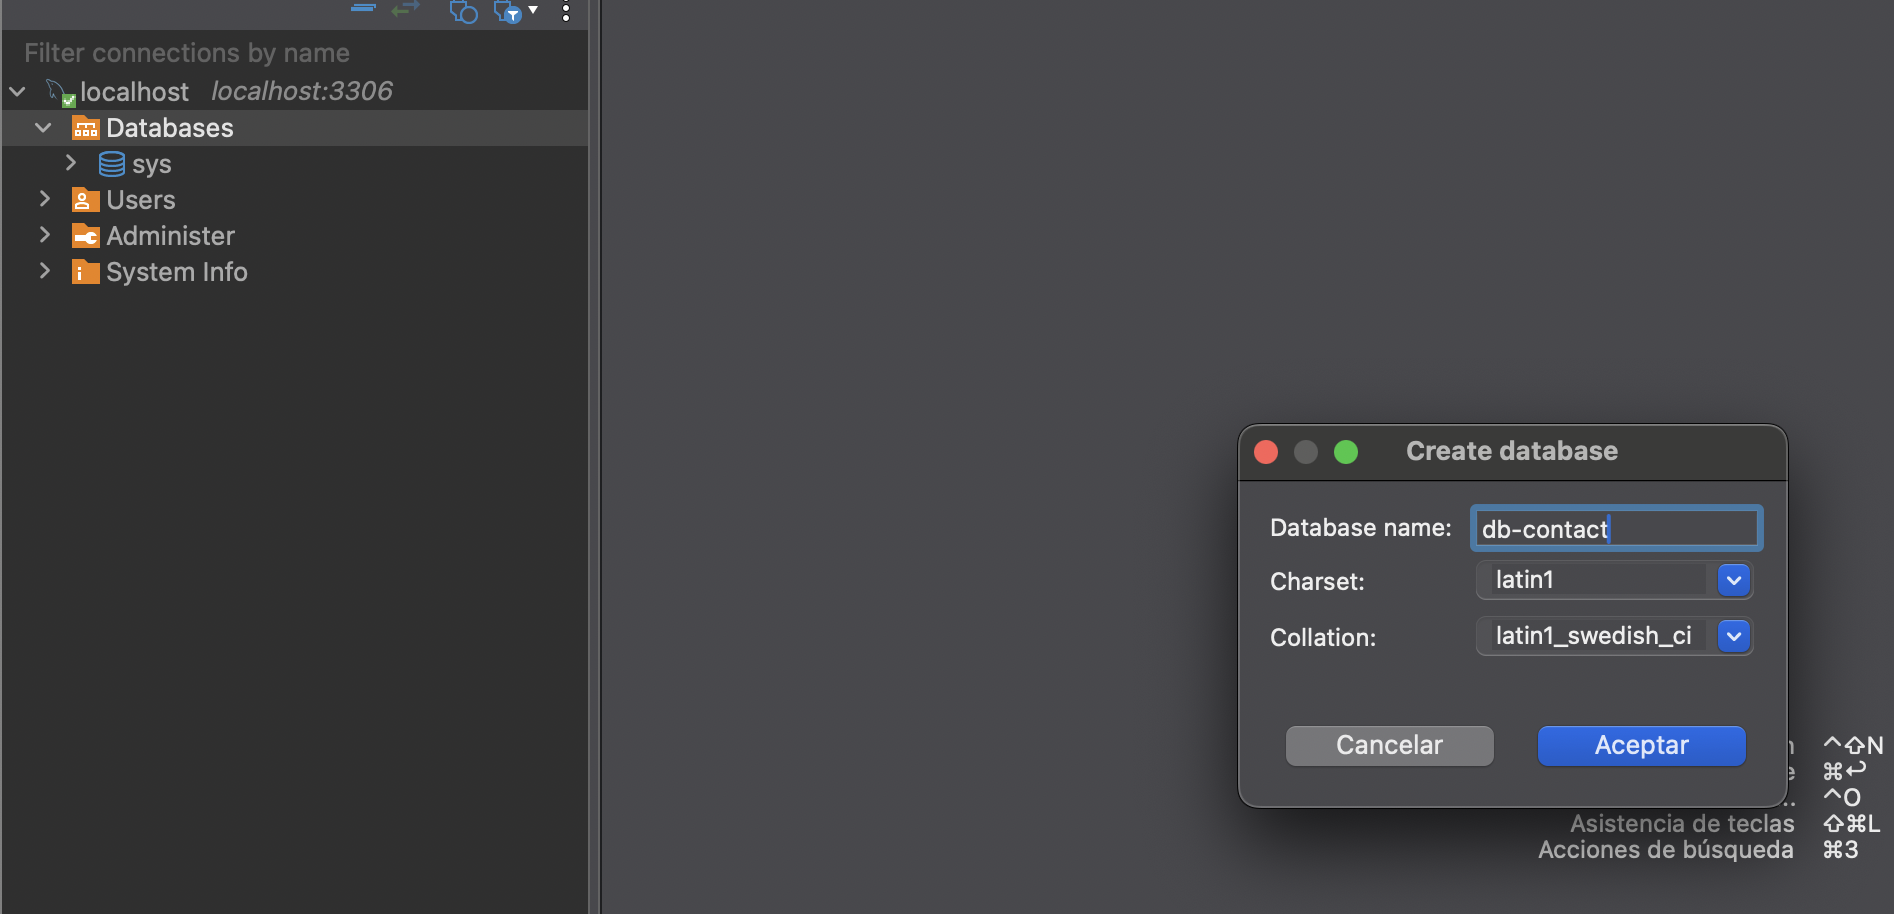 Filter connections by name
localhost localhost:3306
Databases
sys
Users
Administer
System Info
Create database
Database name: db-contact
Charset: latin1
Collation: latin1_swedish_ci
Cancelar Aceptar
^⇧N
⌘↩
^O
Asistencia de teclas ⇧⌘L
Acciones de búsqueda ⌘3